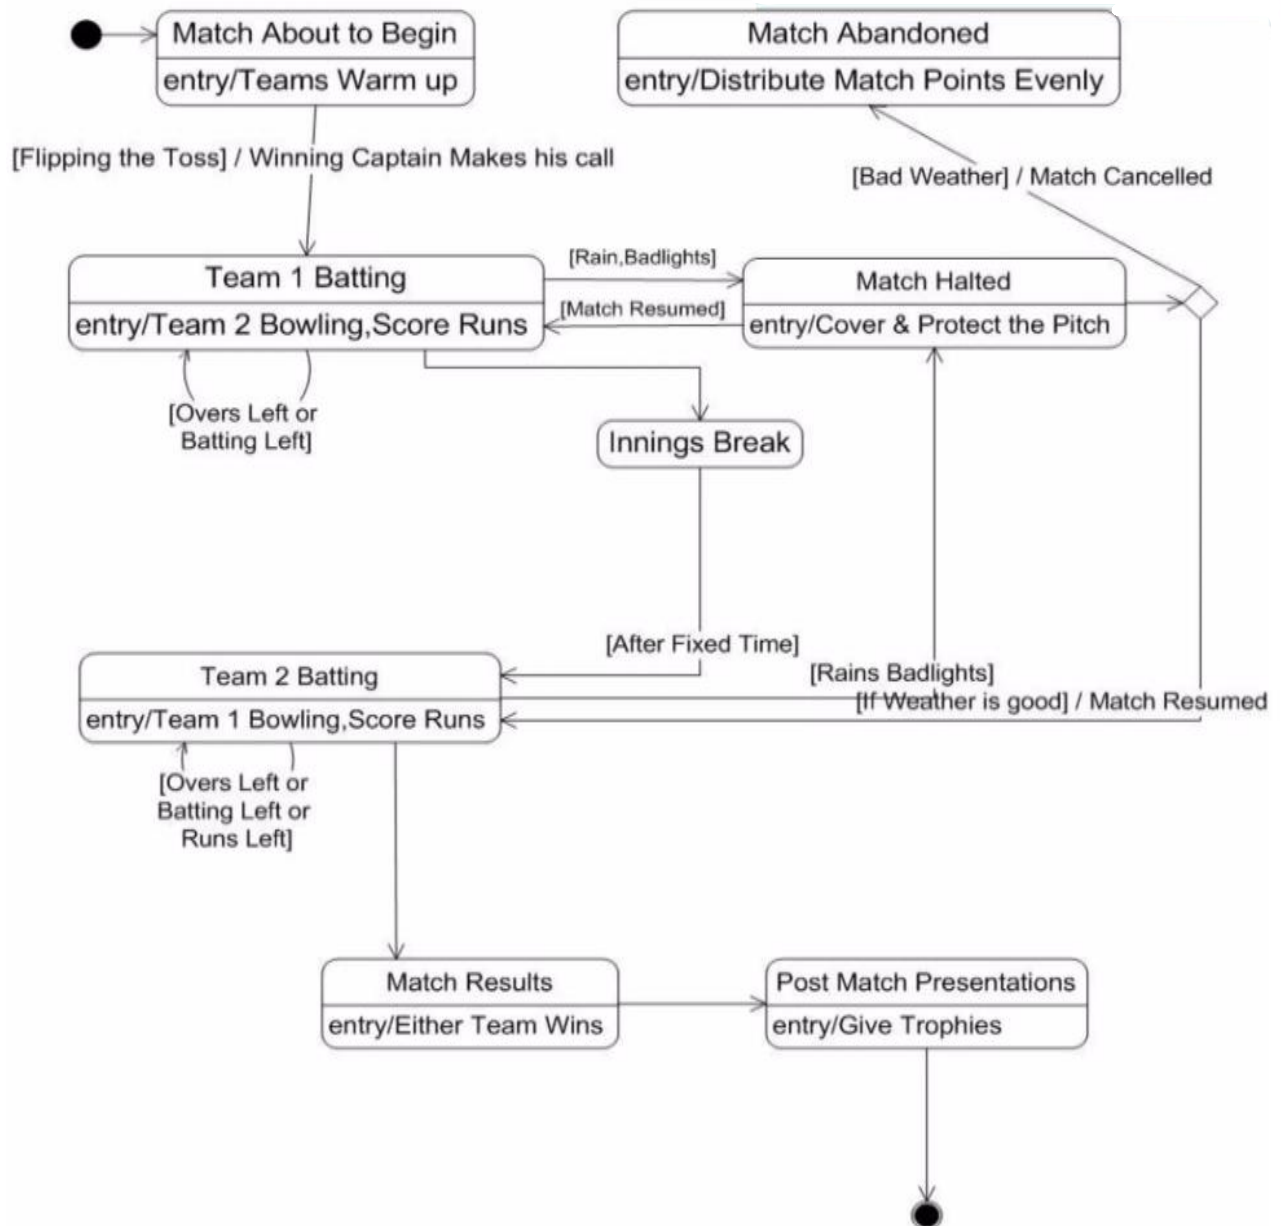 Match About to Begin
entry/Teams Warm up
Match Abandoned
entry/Distribute Match Points Evenly
[Flipping the Toss] / Winning Captain Makes his call
[Bad Weather] / Match Cancelled
Team 1 Batting
entry/Team 2 Bowling,Score Runs
[Rain,Badlights]
[Match Resumed]
Match Halted
entry/Cover & Protect the Pitch
[Overs Left or
Batting Left]
Innings Break
[After Fixed Time]
Team 2 Batting
entry/Team 1 Bowling,Score Runs
[Rains Badlights]
[If Weather is good] / Match Resumed
[Overs Left or
Batting Left or
Runs Left]
Match Results
entry/Either Team Wins
Post Match Presentations
entry/Give Trophies